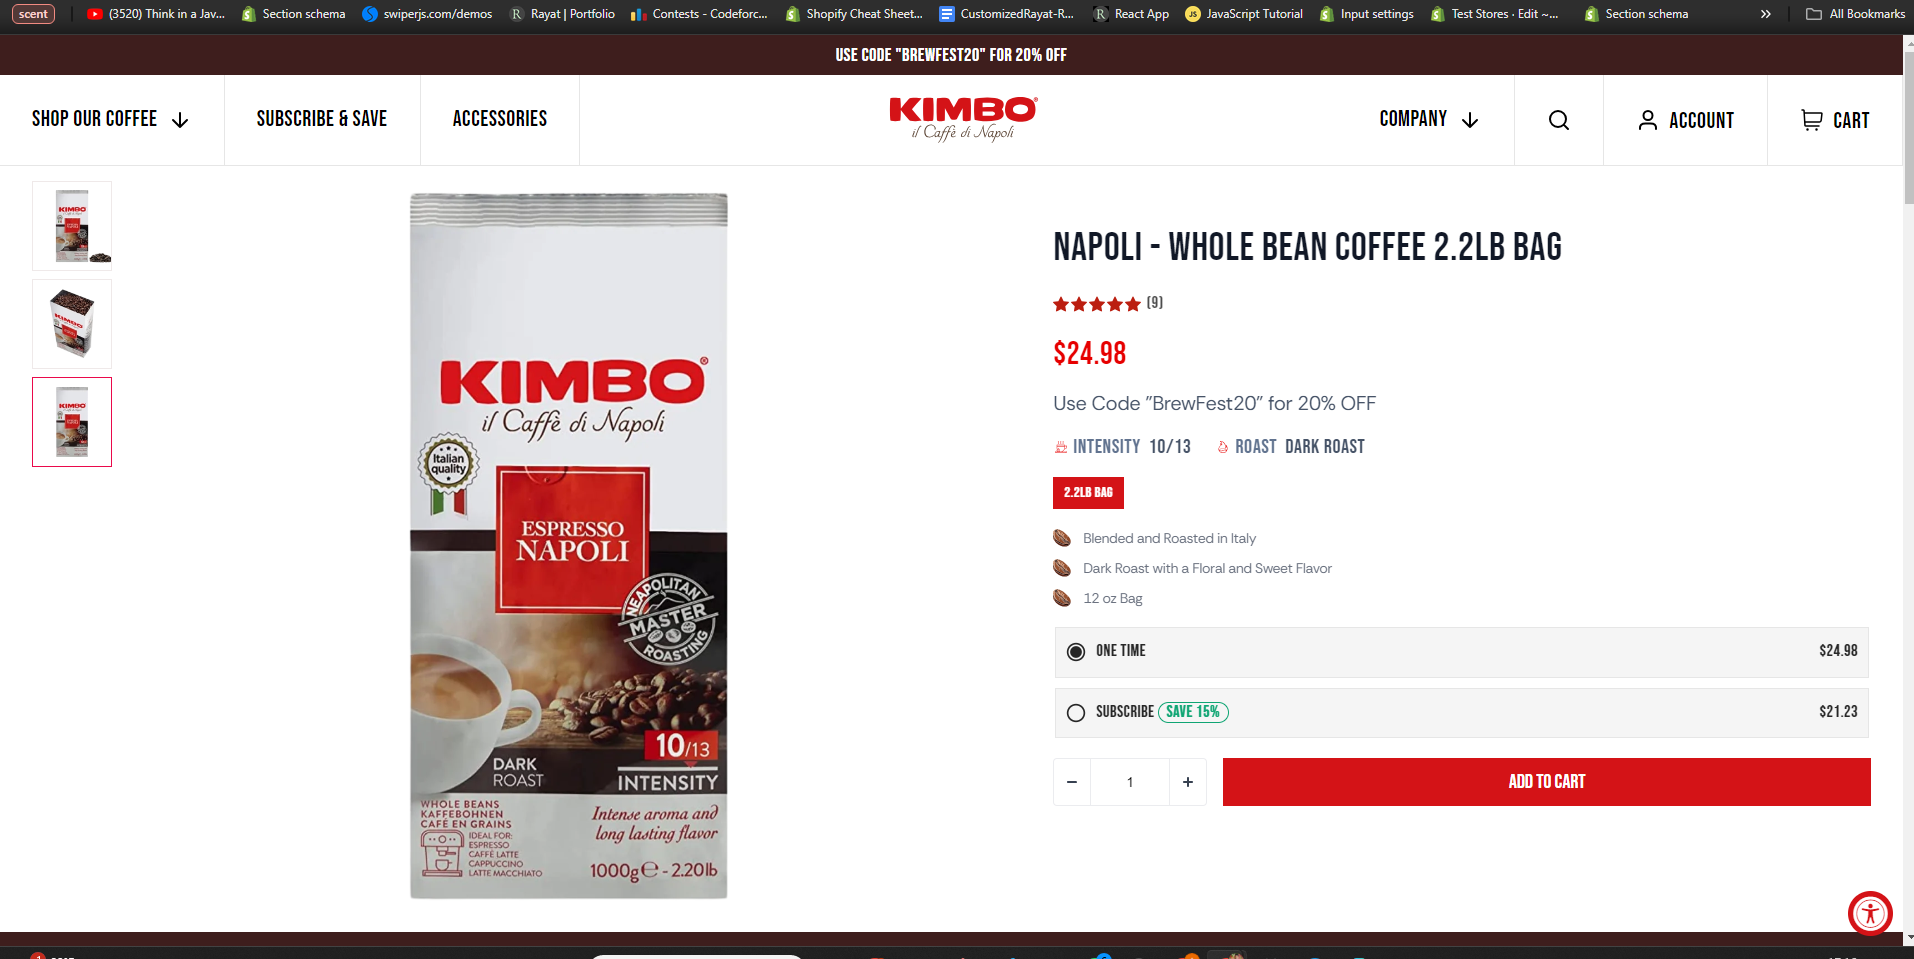 scent
(3520) Think in a Jav...
Section schema
swiperjs.com/demos
Rayat | Portfolio
Contests - Codeforc...
Shopify Cheat Sheet...
CustomizedRayat-R...
React App
JavaScript Tutorial
Input settings
Test Stores · Edit ~...
Section schema
All Bookmarks
USE CODE "BREWFEST20" FOR 20% OFF
SHOP OUR COFFEE
SUBSCRIBE & SAVE
ACCESSORIES
KIMBO®
il Caffè di Napoli
COMPANY
ACCOUNT
CART
KIMBO®
il Caffè di Napoli
Italian
quality
ESPRESSO
NAPOLI
NEAPOLITAN
MASTER
ROASTING
10/13
INTENSITY
DARK
ROAST
WHOLE BEANS
KAFFEEBOHNEN
CAFÉ EN GRAINS
IDEAL FOR:
ESPRESSO
CAFFÈ LATTE
CAPPUCCINO
LATTE MACCHIATO
Intense aroma and
long lasting flavor
1000g ℮ - 2.20lb
NAPOLI - WHOLE BEAN COFFEE 2.2LB BAG
(9)
$24.98
Use Code "BrewFest20" for 20% OFF
INTENSITY 10/13 ROAST DARK ROAST
2.2LB BAG
Blended and Roasted in Italy
Dark Roast with a Floral and Sweet Flavor
12 oz Bag
ONE TIME $24.98
SUBSCRIBE SAVE 15% $21.23
− 1 +
ADD TO CART